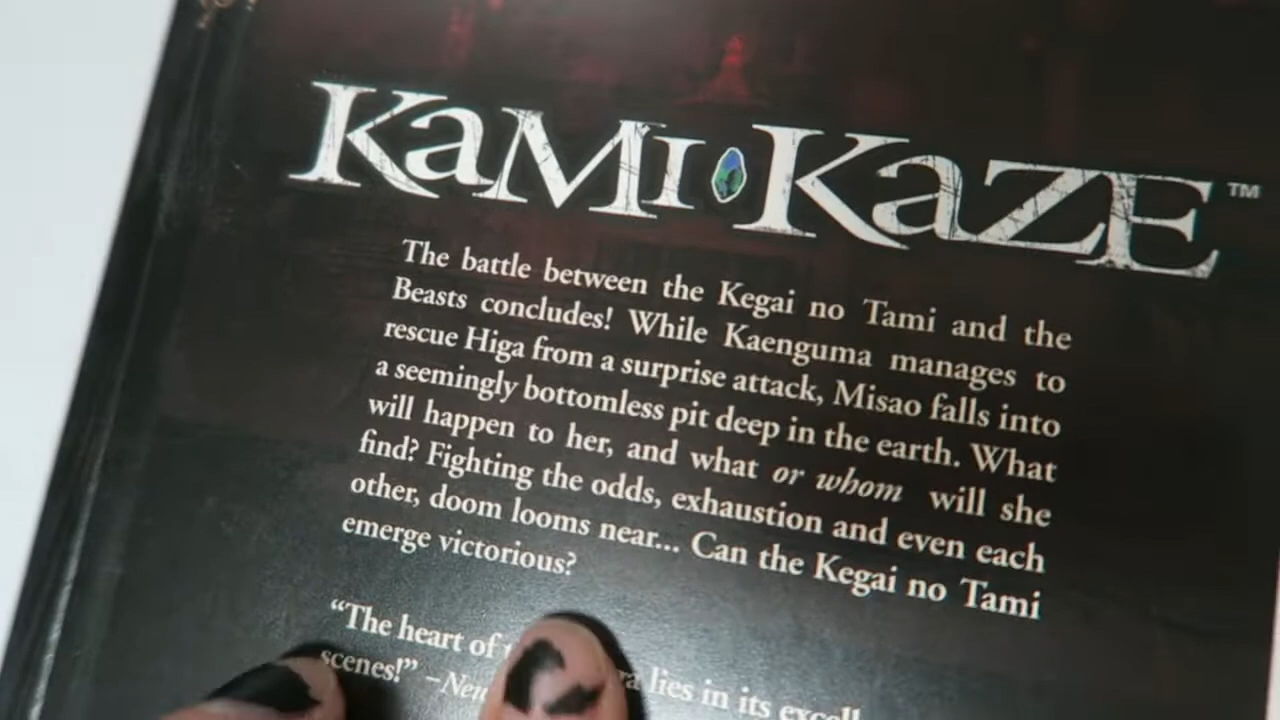 KaMi·KaZE™
The battle between the Kegai no Tami and the
Beasts concludes! While Kaenguma manages to
rescue Higa from a surprise attack, Misao falls into
a seemingly bottomless pit deep in the earth. What
will happen to her, and what or whom will she
find? Fighting the odds, exhaustion and even each
other, doom looms near... Can the Kegai no Tami
emerge victorious?
“The heart of lies in its
scenes!” –